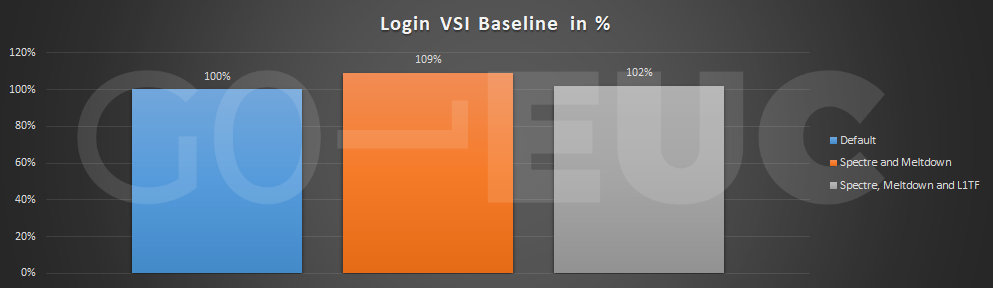 Login VSI Baseline in %
120%
100%
80%
60%
40%
20%
0%
100%
109%
102%
Default
Spectre and Meltdown
Spectre, Meltdown and L1TF
GO-EUC